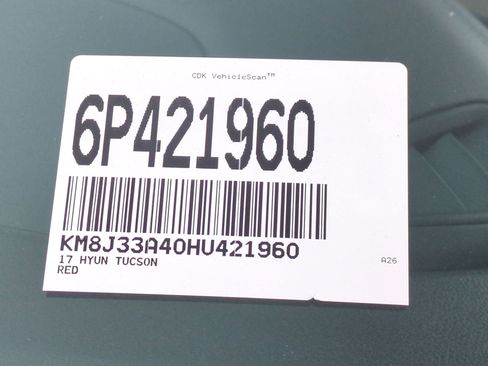 CDK VehicleScan™
6P421960
KM8J33A40HU421960
17 HYUN TUCSON
RED
A26